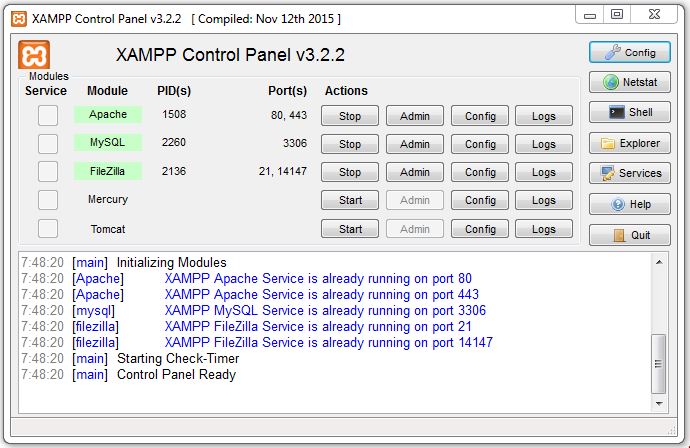 XAMPP Control Panel v3.2.2 [ Compiled: Nov 12th 2015 ]
XAMPP Control Panel v3.2.2
Config
Modules
Service Module PID(s) Port(s) Actions
Netstat
Apache 1508 80, 443 Stop Admin Config Logs
Shell
MySQL 2260 3306 Stop Admin Config Logs
Explorer
FileZilla 2136 21, 14147 Stop Admin Config Logs
Services
Mercury Start Admin Config Logs
Help
Tomcat Start Admin Config Logs
Quit
7:48:20 [main] Initializing Modules
7:48:20 [Apache] XAMPP Apache Service is already running on port 80
7:48:20 [Apache] XAMPP Apache Service is already running on port 443
7:48:20 [mysql] XAMPP MySQL Service is already running on port 3306
7:48:20 [filezilla] XAMPP FileZilla Service is already running on port 21
7:48:20 [filezilla] XAMPP FileZilla Service is already running on port 14147
7:48:20 [main] Starting Check-Timer
7:48:20 [main] Control Panel Ready